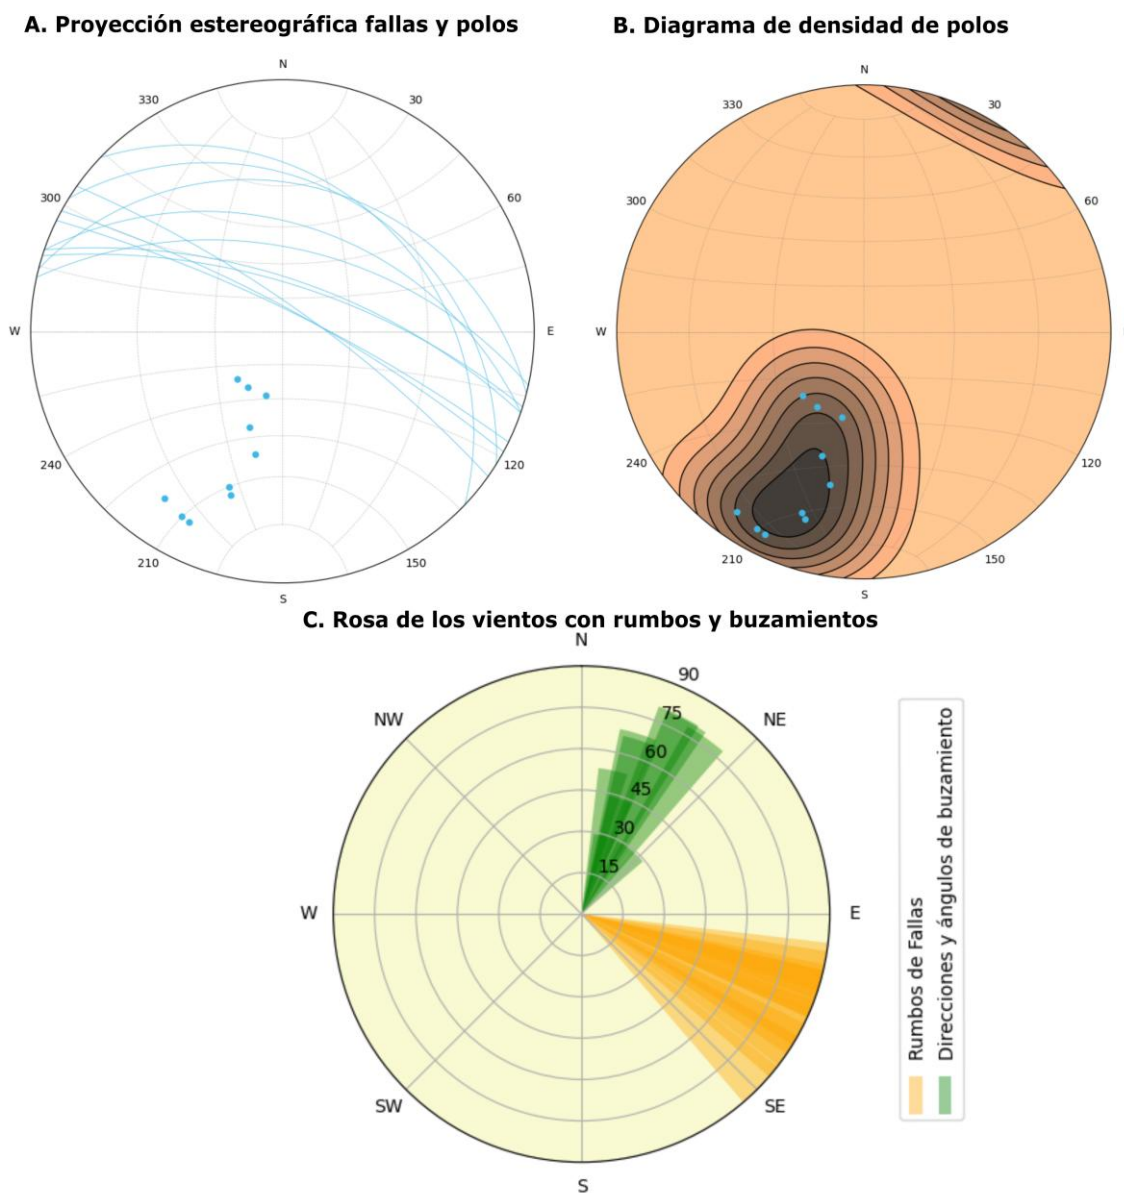 A. Proyección estereográfica fallas y polos
B. Diagrama de densidad de polos
N
330
30
300
60
W
E
240
120
210
150
S
N
330
30
300
60
W
240
120
210
150
S
C. Rosa de los vientos con rumbos y buzamientos
N
90
NW
75
NE
60
45
30
15
W
E
SW
SE
S
Rumbos de Fallas
Direcciones y ángulos de buzamiento